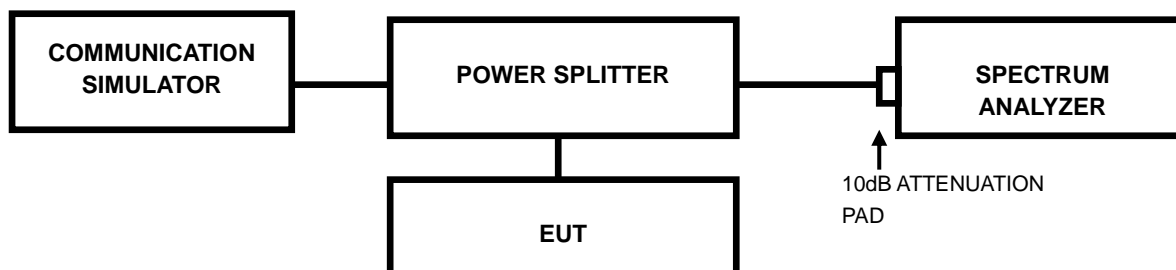 COMMUNICATION
SIMULATOR
POWER SPLITTER
SPECTRUM
ANALYZER
10dB ATTENUATION
PAD
EUT